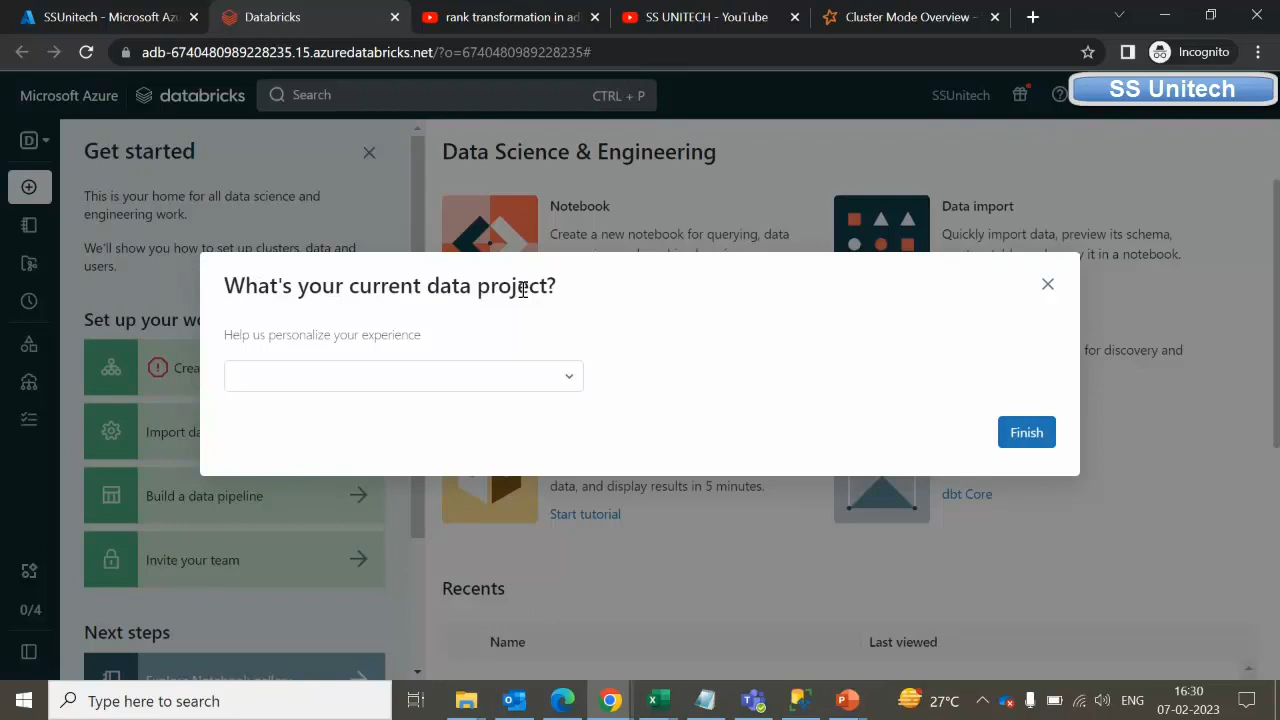 SSUnitech - Microsoft Azu
Databricks
rank transformation in ad
SS UNITECH - YouTube
Cluster Mode Overview -
adb-6740480989228235.15.azuredatabricks.net/?o=6740480989228235#
Incognito
Microsoft Azure
databricks
Search
CTRL + P
SSUnitech
SS Unitech
D
Get started
This is your home for all data science and
engineering work.
We'll show you how to set up clusters, data and
users.
Set up your wo
Crea
Import da
Build a data pipeline
Invite your team
Next steps
Explore Notebook gallery
0/4
Data Science & Engineering
Notebook
Create a new notebook for querying, data
Data import
Quickly import data, preview its schema,
y it in a notebook.
for discovery and
What's your current data project?
Help us personalize your experience
Finish
data, and display results in 5 minutes.
Start tutorial
dbt Core
Recents
Name
Last viewed
Type here to search
27°C
ENG
16:30
07-02-2023